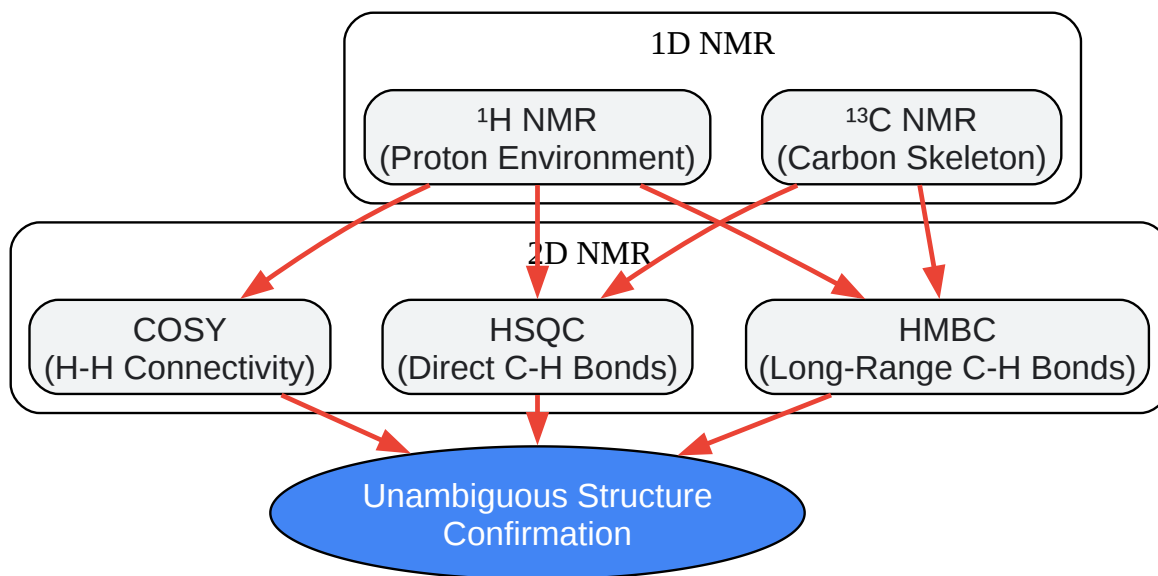 1D NMR
¹H NMR
(Proton Environment)
¹³C NMR
(Carbon Skeleton)
2D NMR
COSY
(H-H Connectivity)
HSQC
(Direct C-H Bonds)
HMBC
(Long-Range C-H Bonds)
Unambiguous Structure
Confirmation